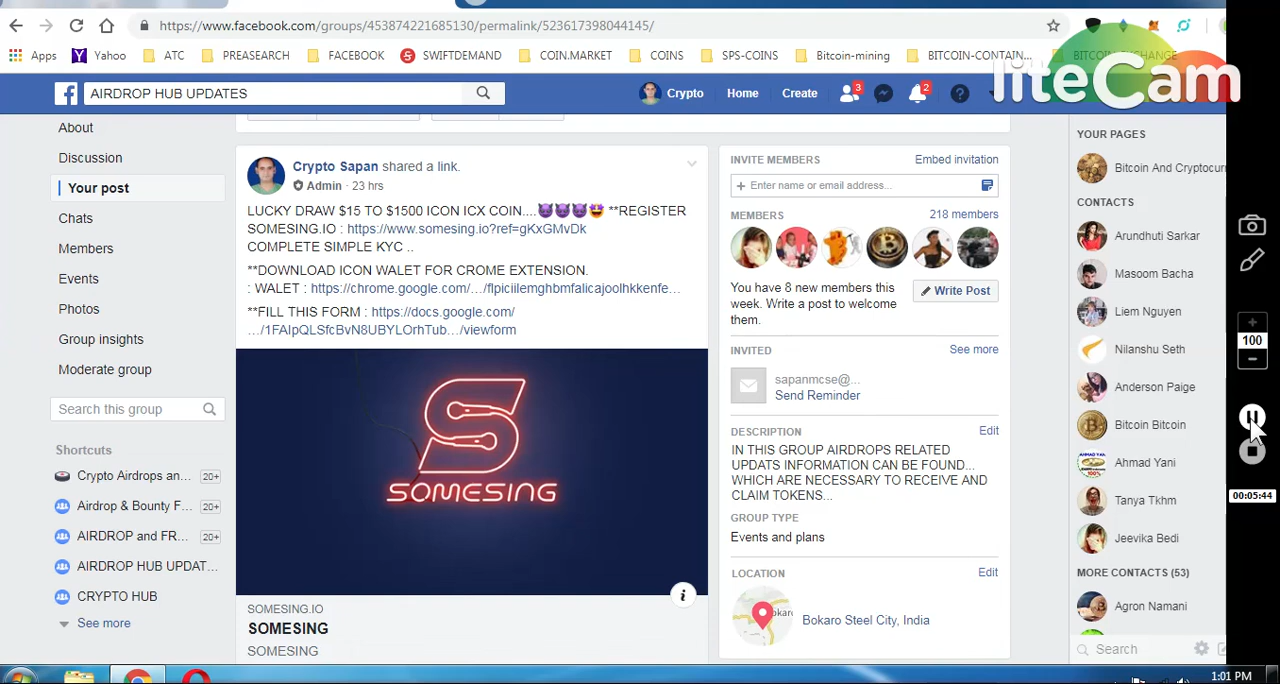 https://www.facebook.com/groups/453874221685130/permalink/523617398044145/
Apps Yahoo ATC PREASEARCH FACEBOOK SWIFTDEMAND COIN.MARKET COINS SPS-COINS Bitcoin-mining BITCOIN-CONTAIN... BITCOIN-EXCHANGE
liteCam
AIRDROP HUB UPDATES
Crypto Home Create 3 2
About
Discussion
Your post
Chats
Members
Events
Photos
Group insights
Moderate group
Search this group
Shortcuts
Crypto Airdrops an... 20+
Airdrop & Bounty F... 20+
AIRDROP and FR... 20+
AIRDROP HUB UPDAT...
CRYPTO HUB
See more
Crypto Sapan shared a link.
Admin · 23 hrs
LUCKY DRAW $15 TO $1500 ICON ICX COIN....😈😈😈🤩 **REGISTER
SOMESING.IO : https://www.somesing.io?ref=gKxGMvDk
COMPLETE SIMPLE KYC ..
**DOWNLOAD ICON WALET FOR CROME EXTENSION.
: WALET : https://chrome.google.com/.../flpiciilemghbmfalicajoolhkkenfe...
**FILL THIS FORM : https://docs.google.com/
.../1FAIpQLSfcBvN8UBYLOrhTub.../viewform
SOMESING
SOMESING.IO
SOMESING
SOMESING
INVITE MEMBERS Embed invitation
+ Enter name or email address...
MEMBERS 218 members
You have 8 new members this
week. Write a post to welcome
them.
Write Post
INVITED See more
sapanmcse@...
Send Reminder
DESCRIPTION Edit
IN THIS GROUP AIRDROPS RELATED
UPDATS INFORMATION CAN BE FOUND...
WHICH ARE NECESSARY TO RECEIVE AND
CLAIM TOKENS...
GROUP TYPE
Events and plans
LOCATION Edit
Bokaro Steel City, India
YOUR PAGES
Bitcoin And Cryptocurr
CONTACTS
Arundhuti Sarkar
Masoom Bacha
Liem Nguyen
Nilanshu Seth
Anderson Paige
Bitcoin Bitcoin
Ahmad Yani
Tanya Tkhm
Jeevika Bedi
MORE CONTACTS (53)
Agron Namani
Search
100
00:05:44
1:01 PM